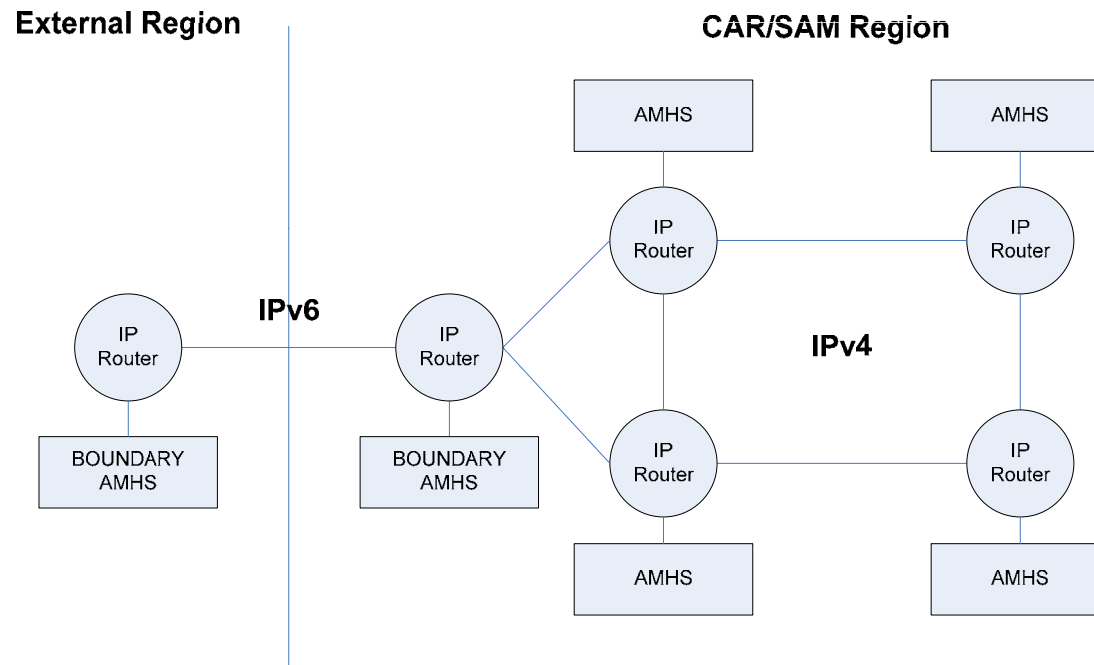 External Region
CAR/SAM Region
AMHS
AMHS
IP
Router
IP
Router
IPv6
IP
Router
IP
Router
IPv4
BOUNDARY
AMHS
BOUNDARY
AMHS
IP
Router
IP
Router
AMHS
AMHS